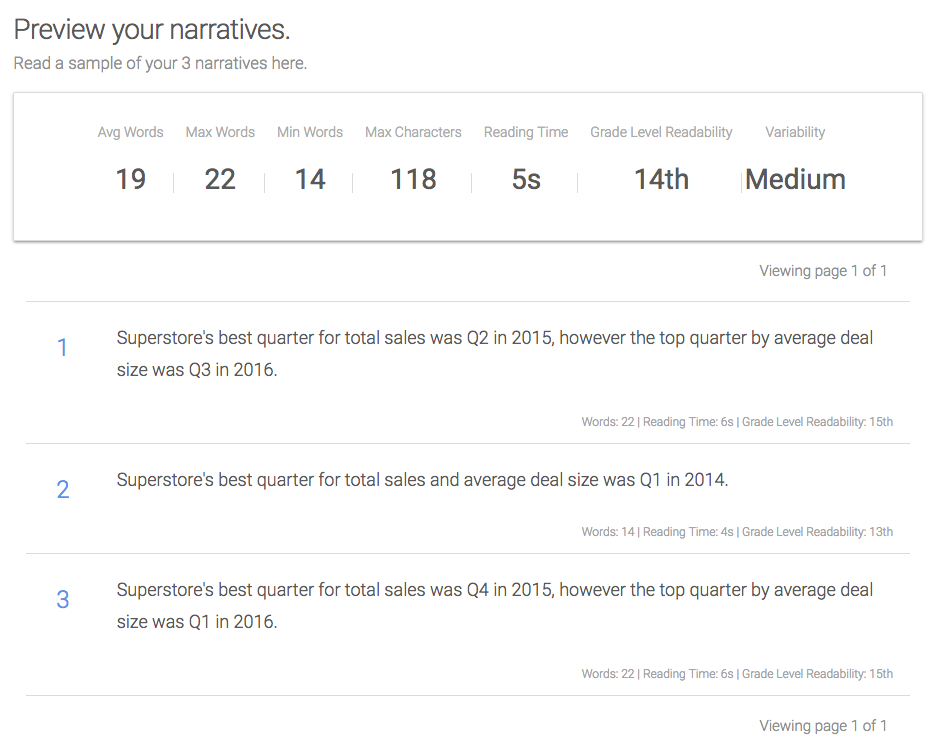 Preview your narratives.
Read a sample of your 3 narratives here.
Avg Words Max Words Min Words Max Characters Reading Time Grade Level Readability Variability
19 22 14 118 5s 14th Medium
Viewing page 1 of 1
1 Superstore's best quarter for total sales was Q2 in 2015, however the top quarter by average deal
size was Q3 in 2016.
Words: 22 | Reading Time: 6s | Grade Level Readability: 15th
2 Superstore's best quarter for total sales and average deal size was Q1 in 2014.
Words: 14 | Reading Time: 4s | Grade Level Readability: 13th
3 Superstore's best quarter for total sales was Q4 in 2015, however the top quarter by average deal
size was Q1 in 2016.
Words: 22 | Reading Time: 6s | Grade Level Readability: 15th
Viewing page 1 of 1